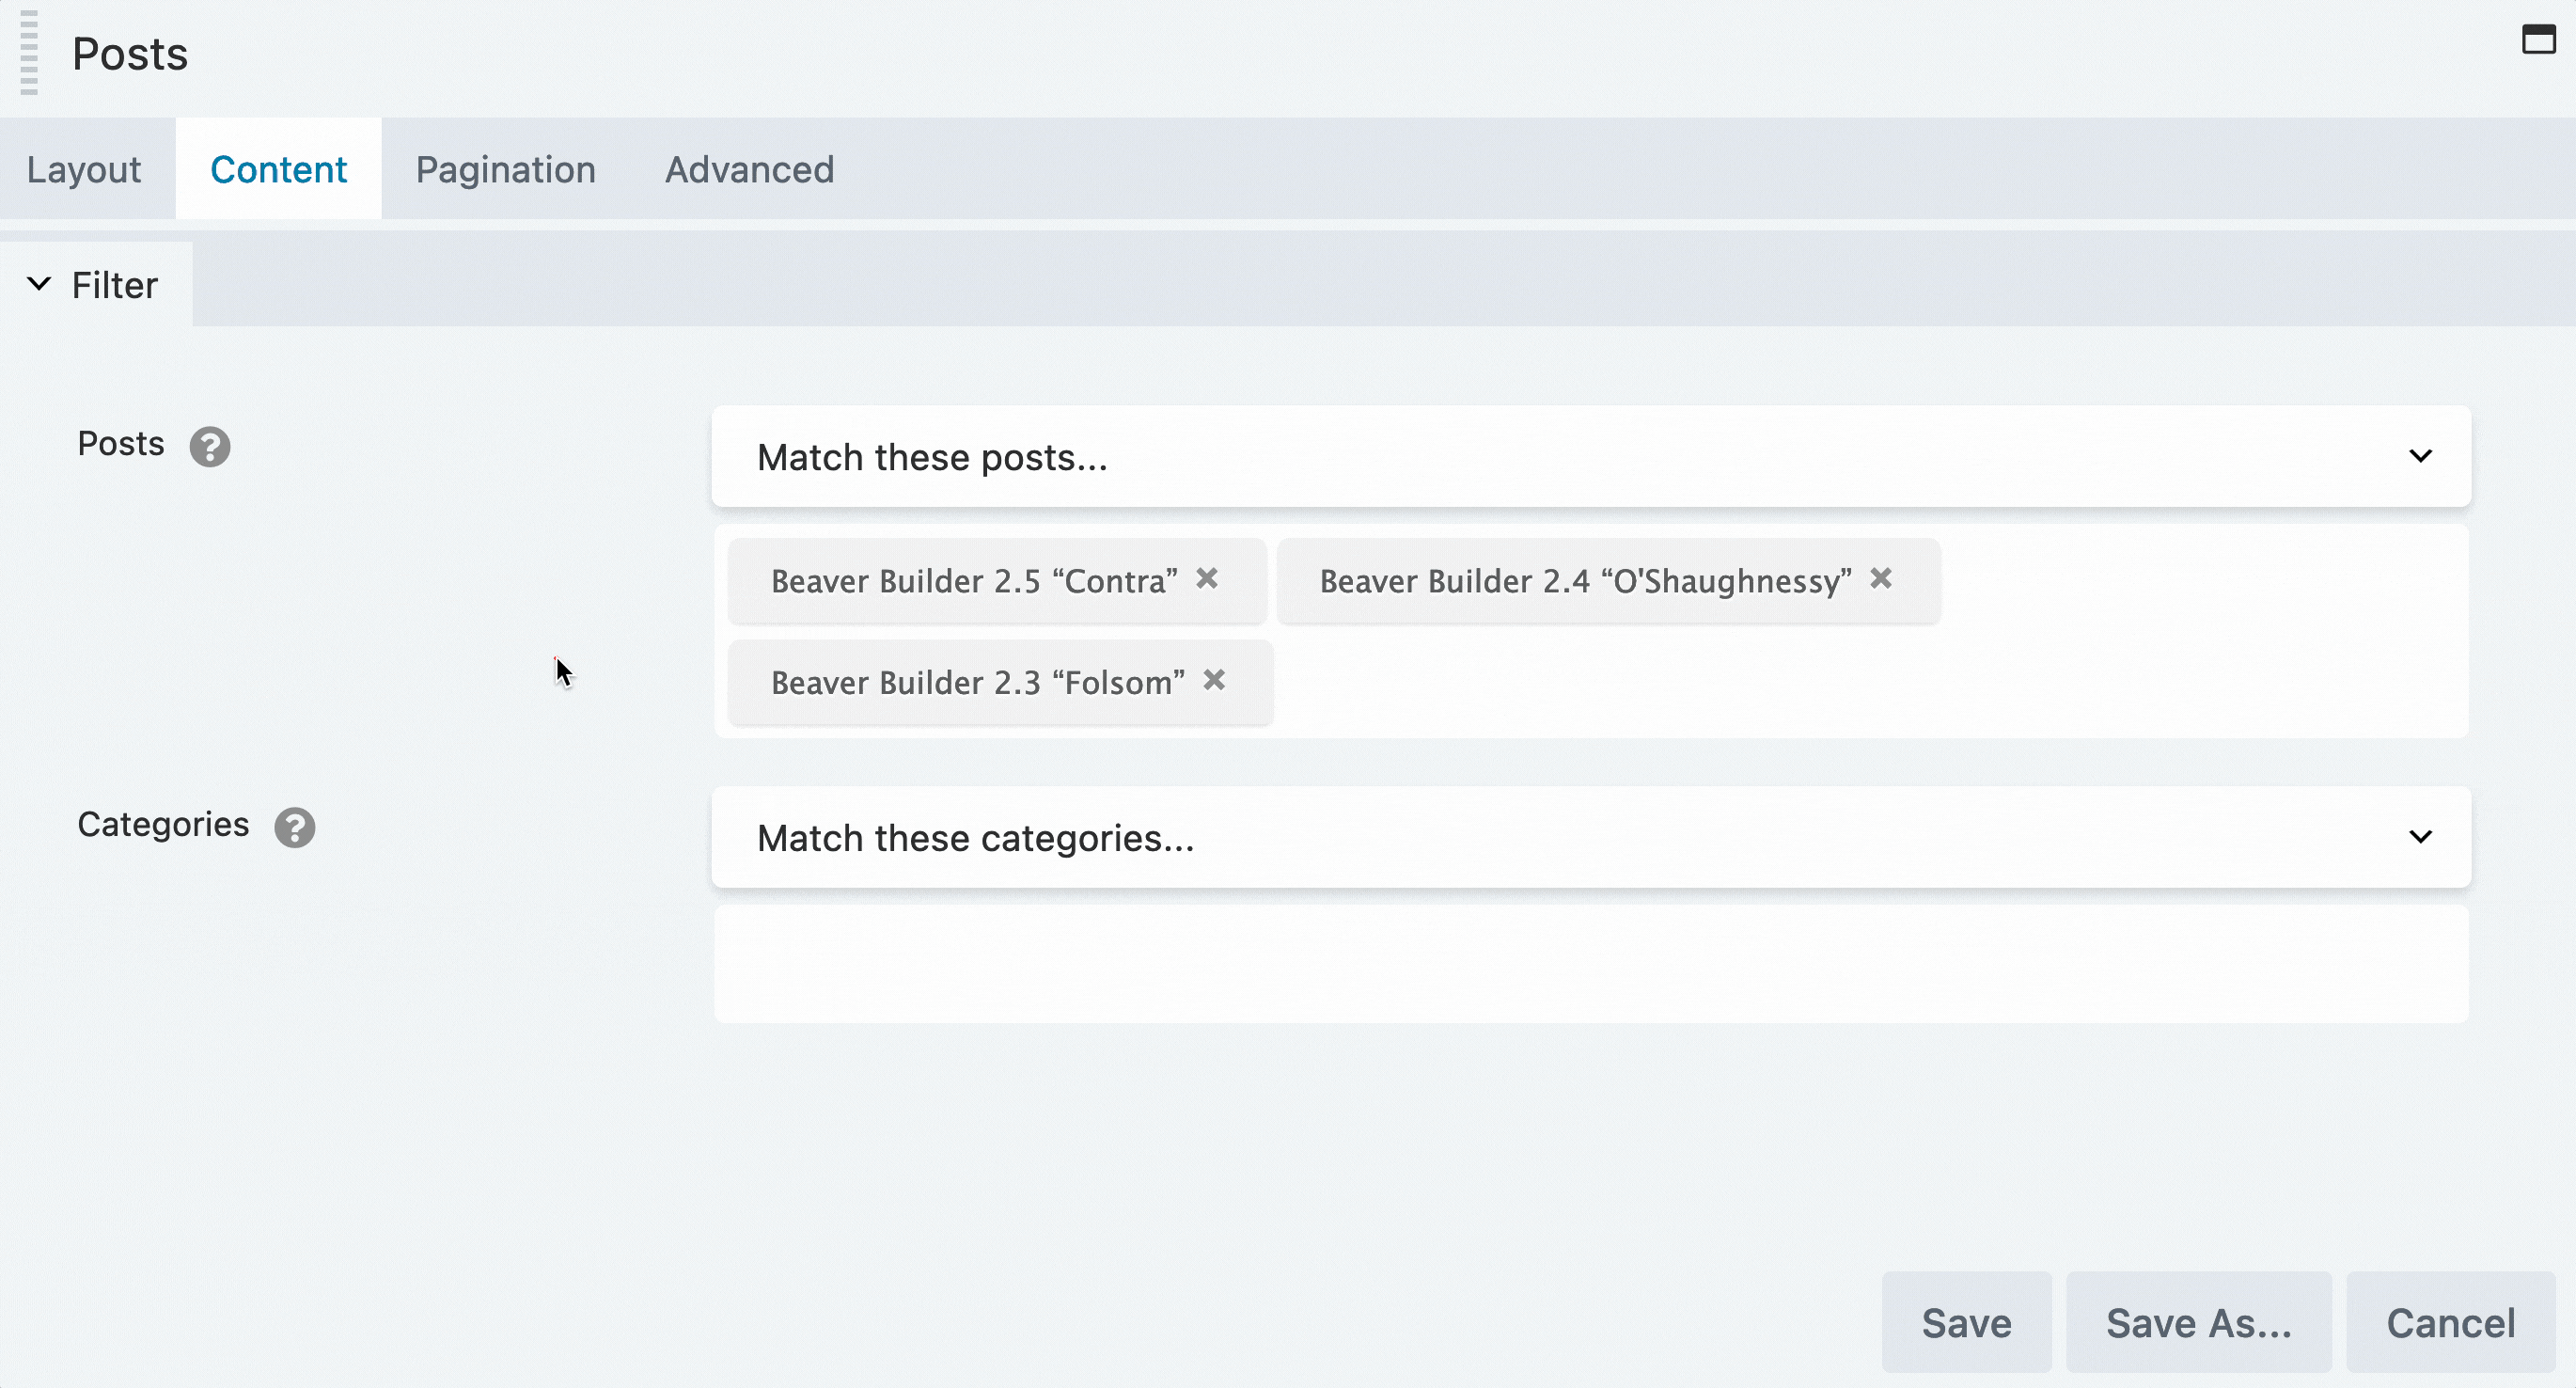 Posts
Layout Content Pagination Advanced
Filter
Posts ?
Match these posts...
Beaver Builder 2.5 “Contra” ✖ Beaver Builder 2.4 “O'Shaughnessy” ✖
Beaver Builder 2.3 “Folsom” ✖
Categories ?
Match these categories...
Save Save As... Cancel